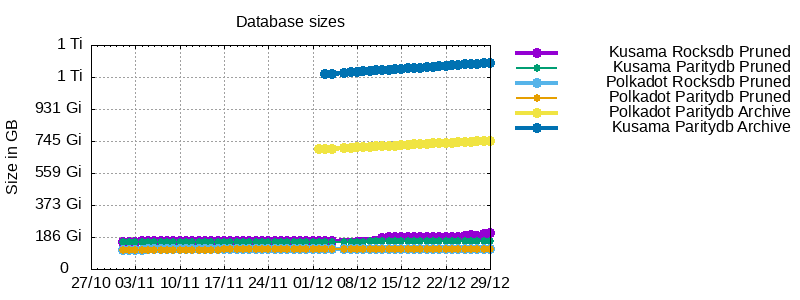 Database sizes
Size in GB
1 Ti
1 Ti
931 Gi
745 Gi
559 Gi
373 Gi
186 Gi
0
27/10 03/11 10/11 17/11 24/11 01/12 08/12 15/12 22/12 29/12
Kusama Rocksdb Pruned
Kusama Paritydb Pruned
Polkadot Rocksdb Pruned
Polkadot Paritydb Pruned
Polkadot Paritydb Archive
Kusama Paritydb Archive